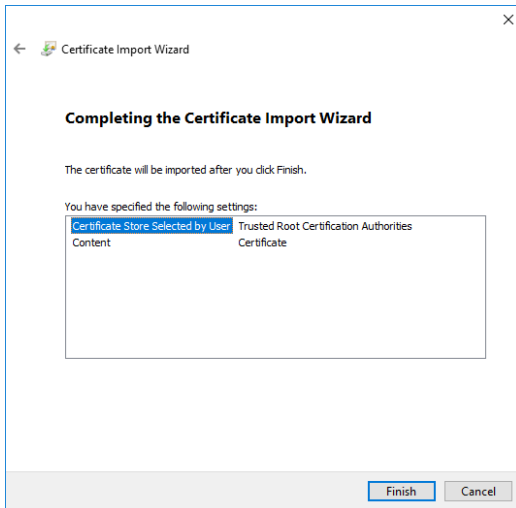 Certificate Import Wizard
Completing the Certificate Import Wizard
The certificate will be imported after you click Finish.
You have specified the following settings:
Certificate Store Selected by User Trusted Root Certification Authorities
Content Certificate
Finish Cancel